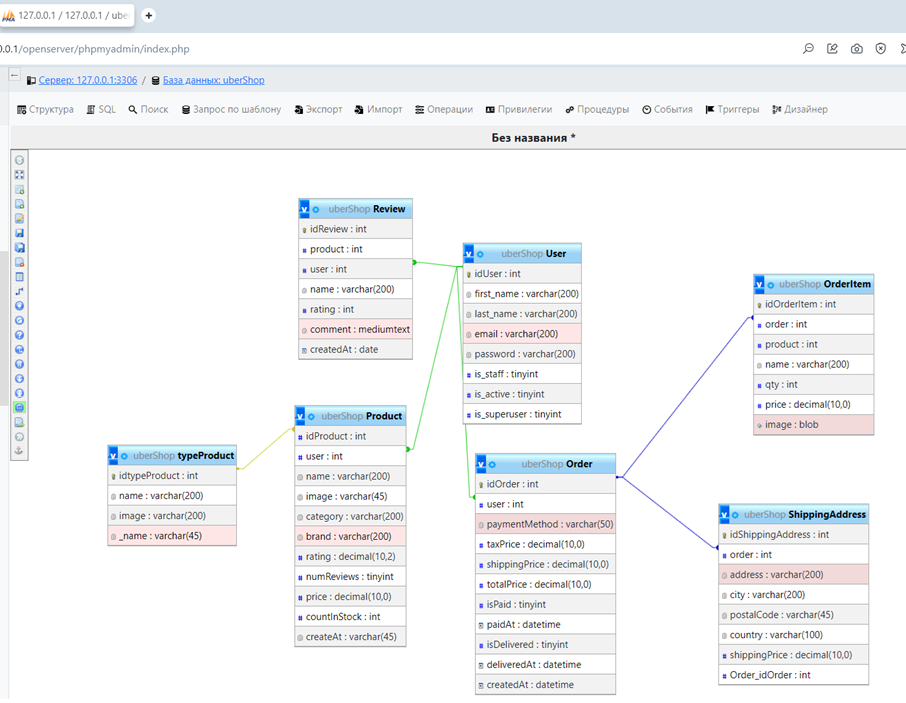 127.0.0.1 / 127.0.0.1 / ube
0.0.1/openserver/phpmyadmin/index.php
Сервер: 127.0.0.1:3306 / База данных: uberShop
Структура SQL Поиск Запрос по шаблону Экспорт Импорт Операции Привилегии Процедуры События Триггеры Дизайнер
Без названия *
uberShop Review
idReview : int
product : int
user : int
name : varchar(200)
rating : int
comment : mediumtext
createdAt : date
uberShop User
idUser : int
first_name : varchar(200)
last_name : varchar(200)
email : varchar(200)
password : varchar(200)
is_staff : tinyint
is_active : tinyint
is_superuser : tinyint
uberShop OrderItem
idOrderItem : int
order : int
product : int
name : varchar(200)
qty : int
price : decimal(10,0)
image : blob
uberShop Product
idProduct : int
user : int
name : varchar(200)
image : varchar(45)
category : varchar(200)
brand : varchar(200)
rating : decimal(10,2)
numReviews : tinyint
price : decimal(10,0)
countInStock : int
createAt : varchar(45)
uberShop typeProduct
idtypeProduct : int
name : varchar(200)
image : varchar(200)
_name : varchar(45)
uberShop Order
idOrder : int
user : int
paymentMethod : varchar(50)
taxPrice : decimal(10,0)
shippingPrice : decimal(10,0)
totalPrice : decimal(10,0)
isPaid : tinyint
paidAt : datetime
isDelivered : tinyint
deliveredAt : datetime
createdAt : datetime
uberShop ShippingAddress
idShippingAddress : int
order : int
address : varchar(200)
city : varchar(200)
postalCode : varchar(45)
country : varchar(100)
shippingPrice : decimal(10,0)
Order_idOrder : int